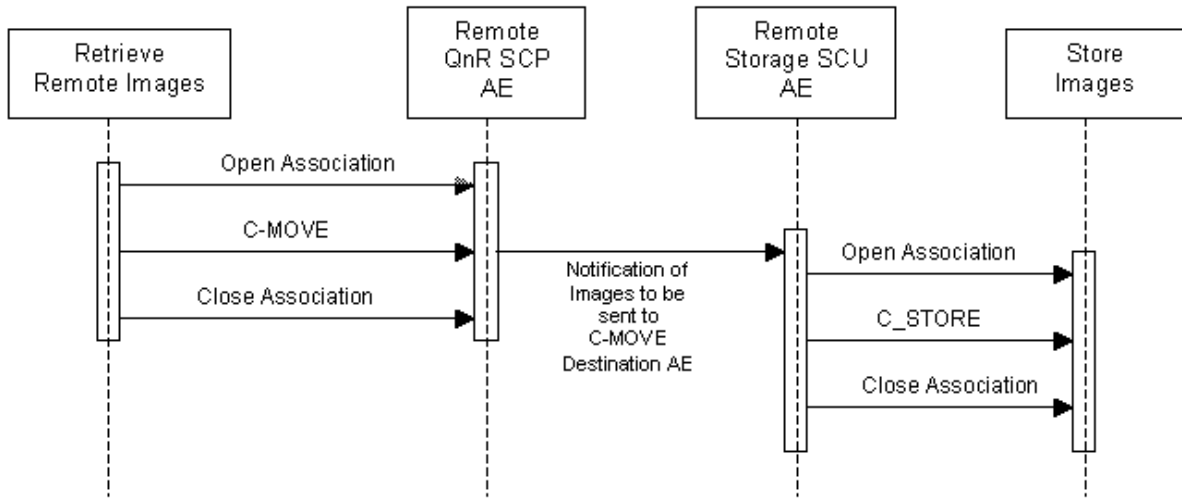 Retrieve
Remote Images
Remote
QnR SCP
AE
Remote
Storage SCU
AE
Store
Images
Open Association
C-MOVE
Close Association
Notification of
Images to be
sent to
C-MOVE
Destination AE
Open Association
C_STORE
Close Association